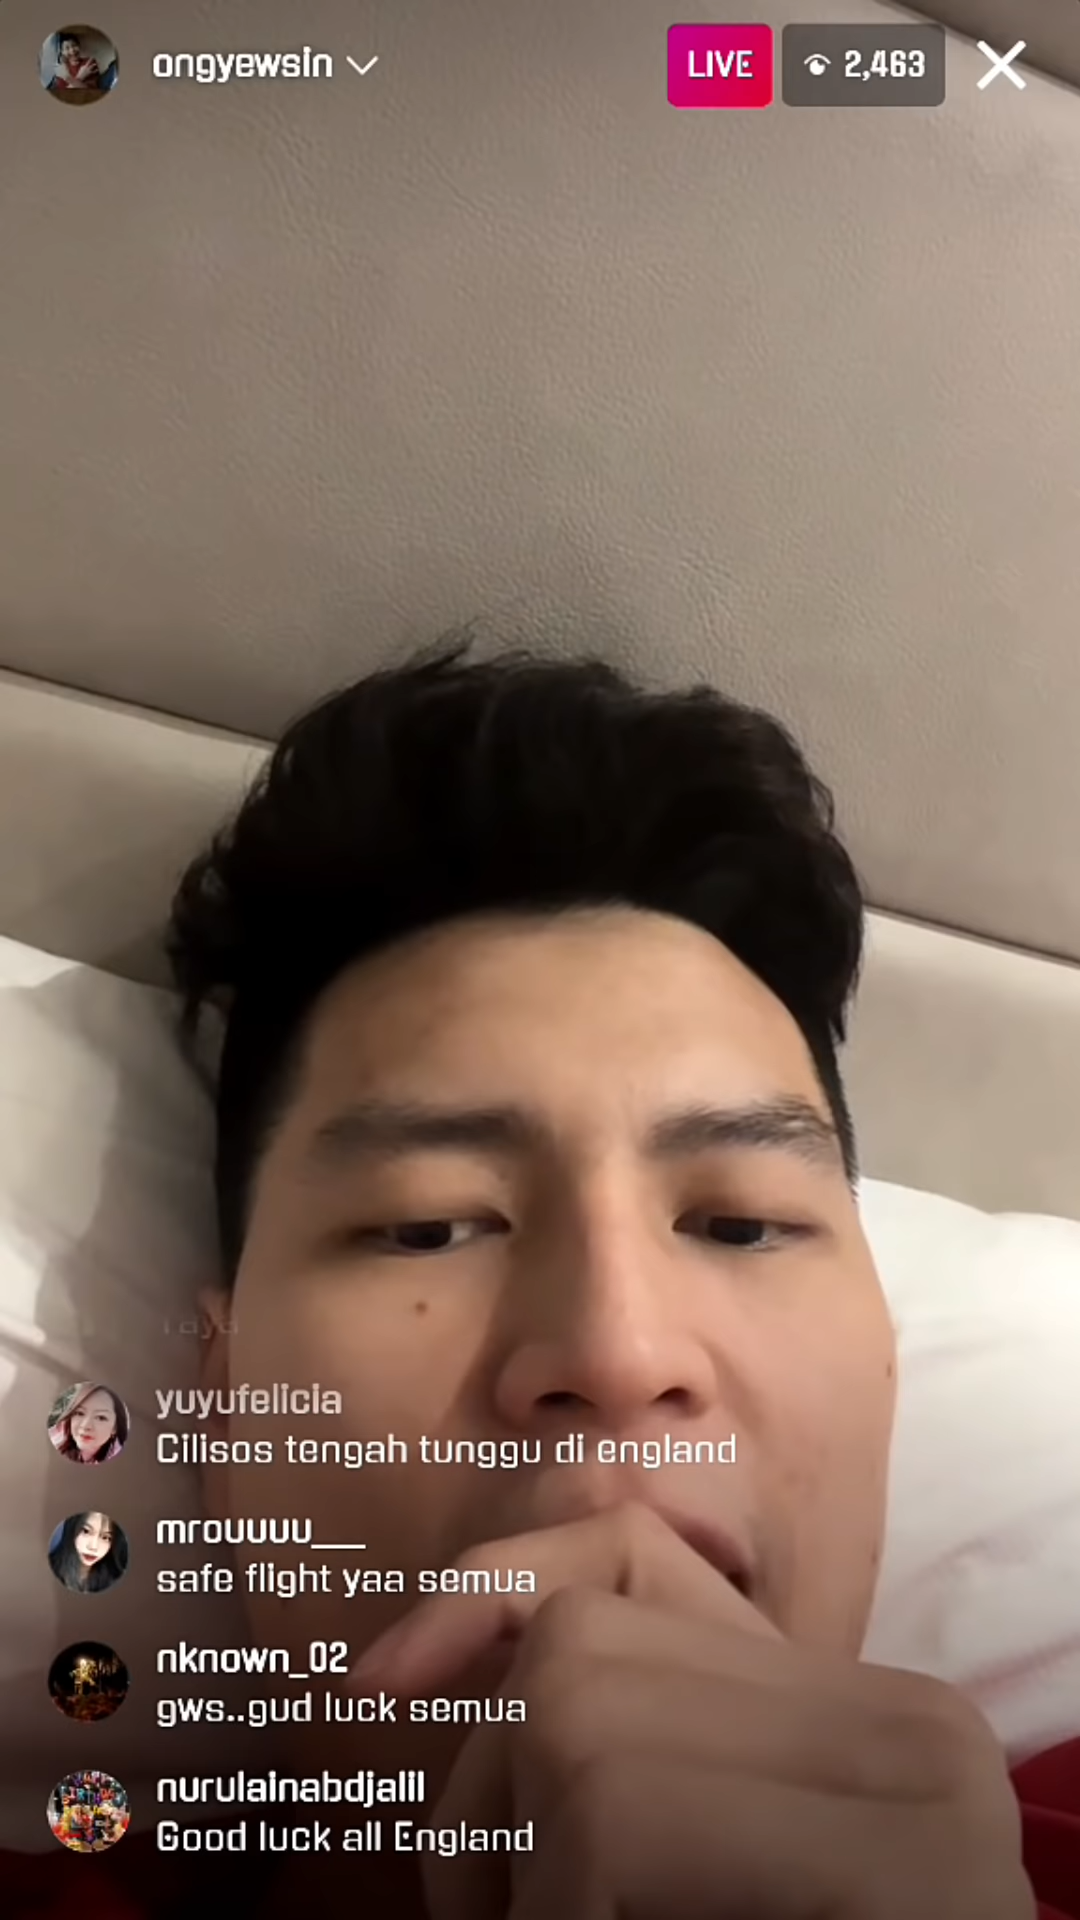 ongyewsin
LIVE 2,463
yuyufelicia
Cilisos tengah tunggu di england
mrouuuu___
safe flight yaa semua
nknown_02
gws..gud luck semua
nurulainabdjalil
Good luck all England